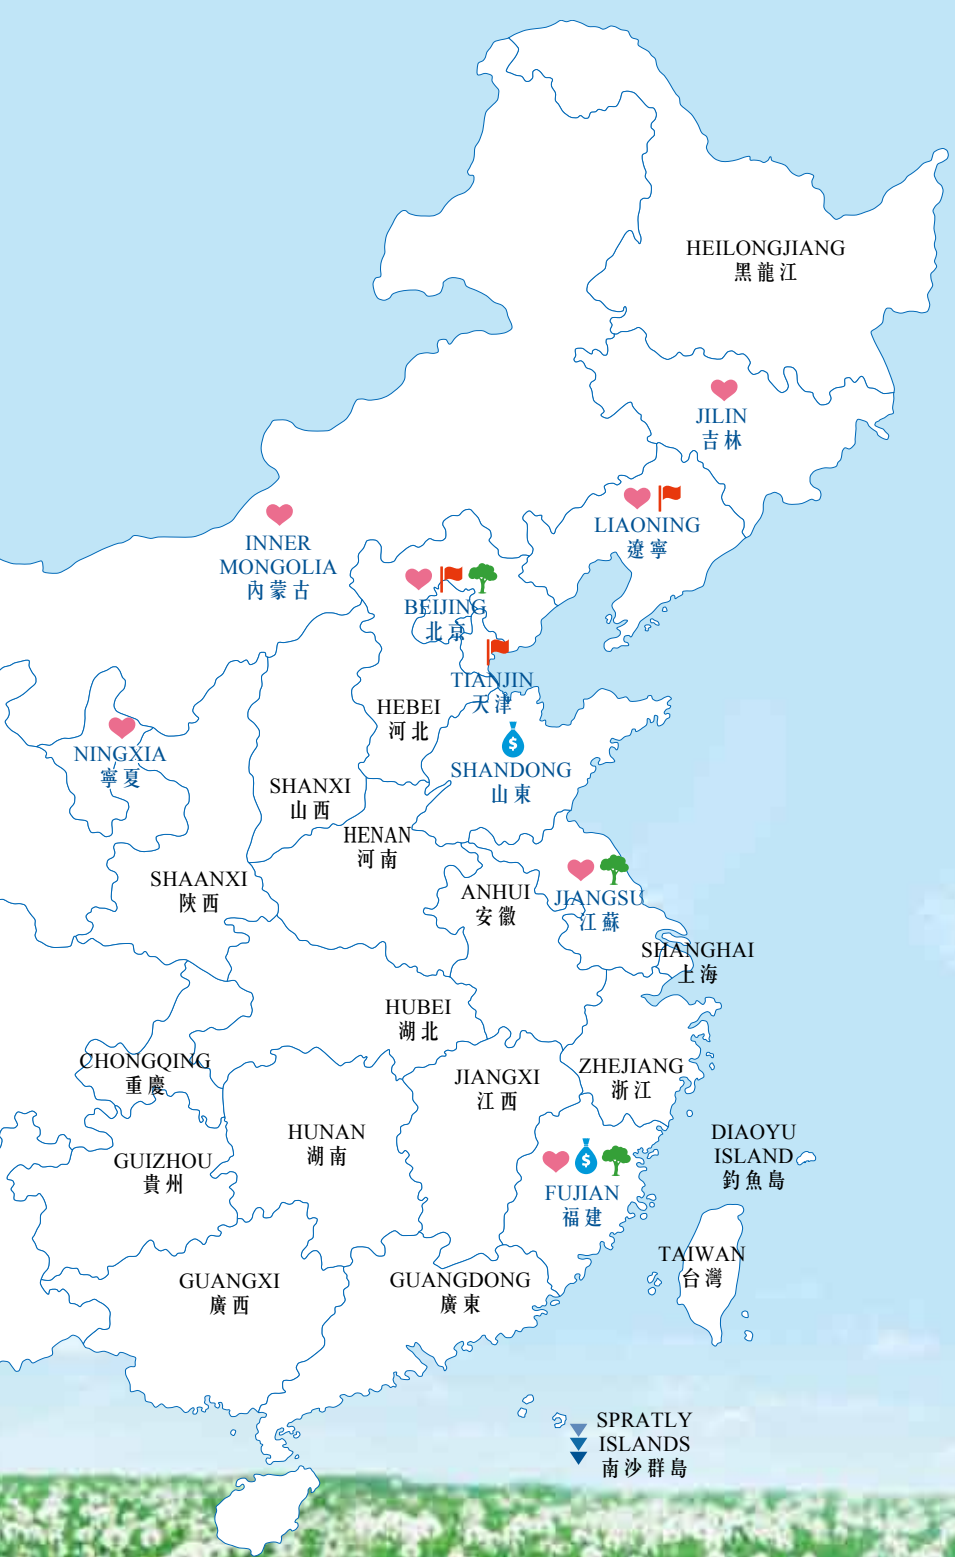 HEILONGJIANG
黑龍江
JILIN
吉林
LIAONING
遼寧
INNER
MONGOLIA
內蒙古
BEIJING
北京
TIANJIN
天津
HEBEI
河北
NINGXIA
寧夏
SHANDONG
山東
SHANXI
山西
HENAN
河南
SHAANXI
陝西
ANHUI
安徽
JIANGSU
江蘇
SHANGHAI
上海
HUBEI
湖北
CHONGQING
重慶
JIANGXI
江西
ZHEJIANG
浙江
HUNAN
湖南
GUIZHOU
貴州
DIAOYU
ISLAND
釣魚島
FUJIAN
福建
TAIWAN
台灣
GUANGXI
廣西
GUANGDONG
廣東
SPRATLY
ISLANDS
南沙群島